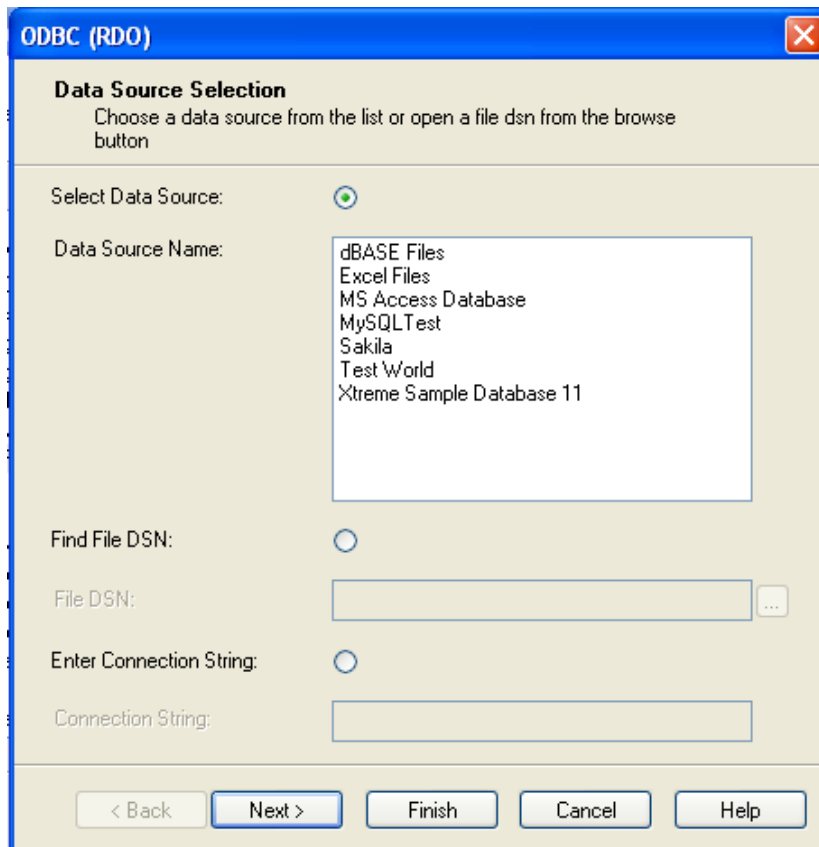 ODBC (RDO)
Data Source Selection
Choose a data source from the list or open a file dsn from the browse
button
Select Data Source:
Data Source Name:
dBASE Files
Excel Files
MS Access Database
MySQLTest
Sakila
Test World
Xtreme Sample Database 11
Find File DSN:
File DSN:
...
Enter Connection String:
Connection String:
< Back
Next >
Finish
Cancel
Help